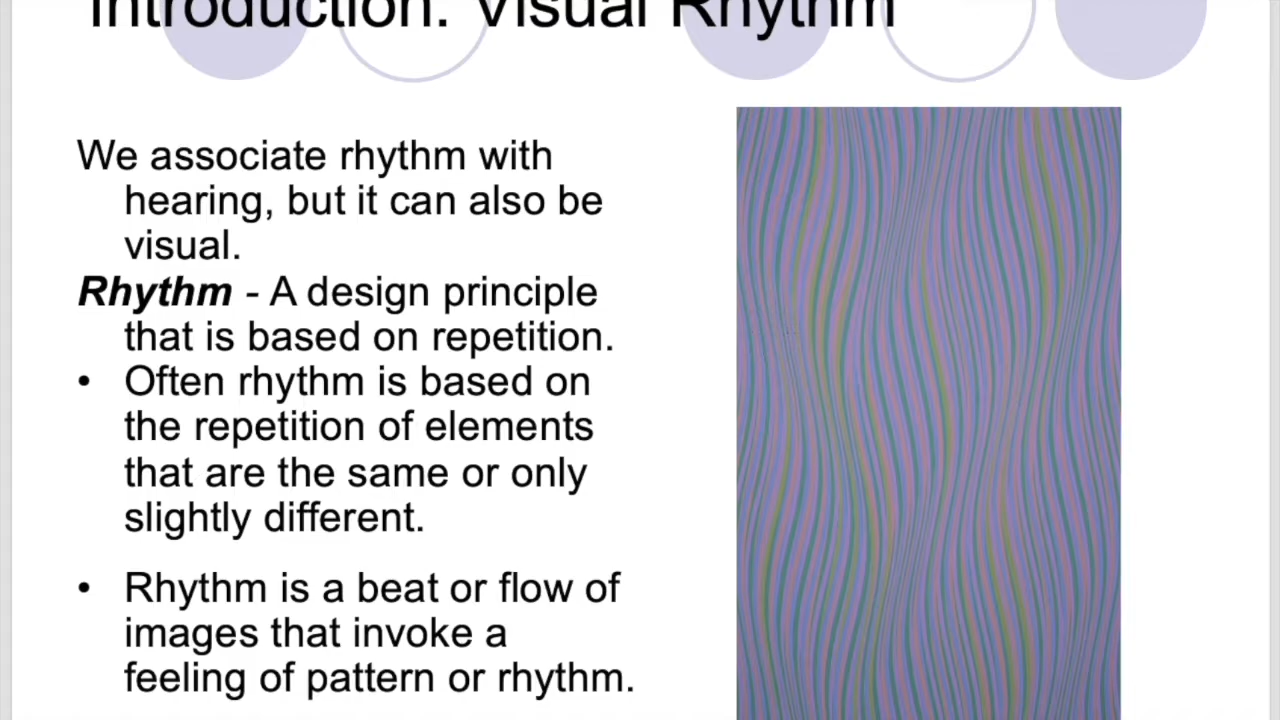 Introduction: Visual Rhythm
We associate rhythm with
hearing, but it can also be
visual.
Rhythm - A design principle
that is based on repetition.
• Often rhythm is based on
the repetition of elements
that are the same or only
slightly different.
• Rhythm is a beat or flow of
images that invoke a
feeling of pattern or rhythm.